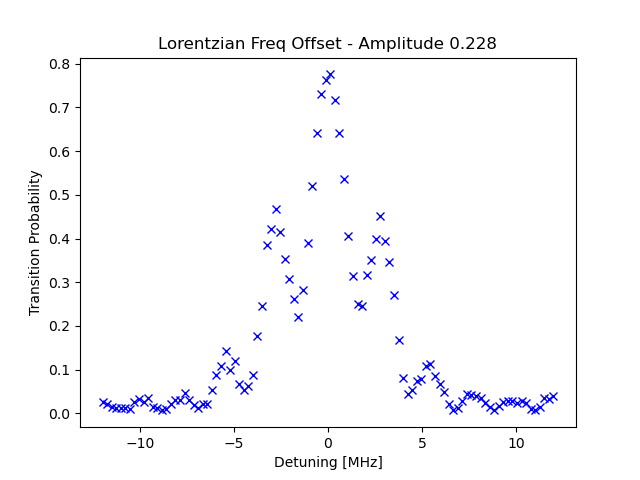 Lorentzian Freq Offset - Amplitude 0.228
0.8
0.7
0.6
0.5
0.4
0.3
0.2
0.1
0.0
Transition Probability
−10 −5 0 5 10
Detuning [MHz]